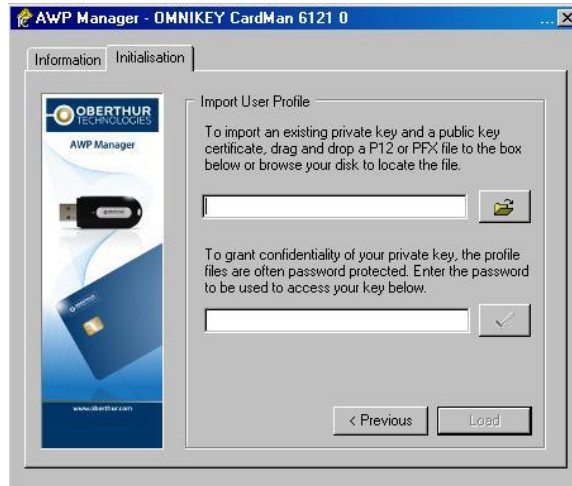 AWP Manager - OMNIKEY CardMan 6121 0 ... X
Information Initialisation
OBERTHUR
TECHNOLOGIES
AWP Manager
www.oberthur.com
Import User Profile
To import an existing private key and a public key
certificate, drag and drop a P12 or PFX file to the box
below or browse your disk to locate the file.
To grant confidentiality of your private key, the profile
files are often password protected. Enter the password
to be used to access your key below.
< Previous Load